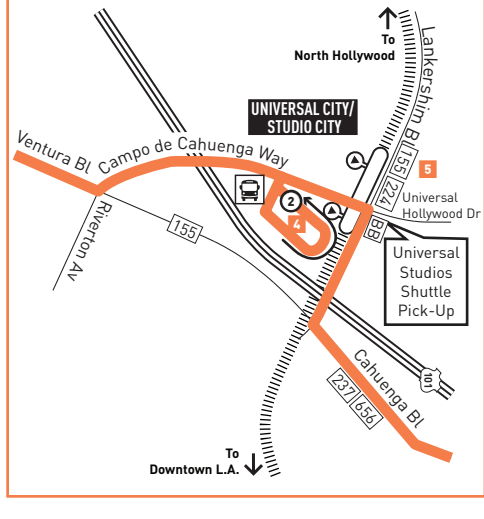 To
North Hollywood
Lankershim Bl
UNIVERSAL CITY/
STUDIO CITY
Ventura Bl
Campo de Cahuenga Way
155
224
5
Universal
Hollywood Dr
2
4
BB
Riverton Av
155
Universal
Studios
Shuttle
Pick-Up
Cahuenga Bl
101
237
656
To
Downtown L.A.